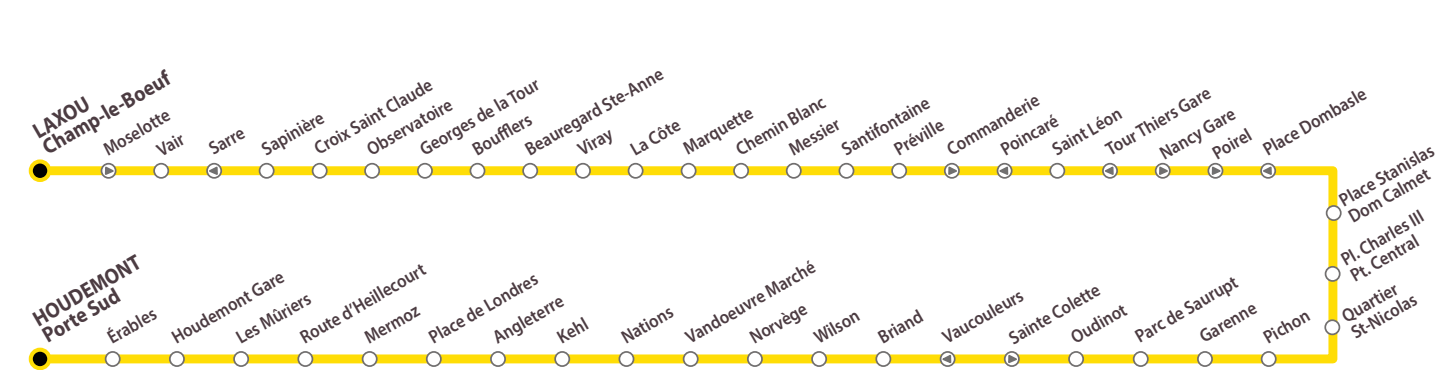 LAXOU
Champ-le-Boeuf
Moselotte
Vair
Sarre
Sapinière
Croix Saint Claude
Observatoire
Georges de la Tour
Boufflers
Beauregard Ste-Anne
Viray
La Côte
Marquette
Chemin Blanc
Messier
Santifontaine
Préville
Commanderie
Poincaré
Saint Léon
Tour Thiers Gare
Nancy Gare
Poirel
Place Dombasle
Place Stanislas
Dom Calmet
Pl. Charles III
Pt. Central
Quartier
St-Nicolas
HOUDEMONT
Porte Sud
Érables
Houdemont Gare
Les Mûriers
Route d'Heillecourt
Mermoz
Place de Londres
Angleterre
Kehl
Nations
Vandoeuvre Marché
Norvège
Wilson
Briand
Vaucouleurs
Sainte Colette
Oudinot
Parc de Saurupt
Garenne
Pichon